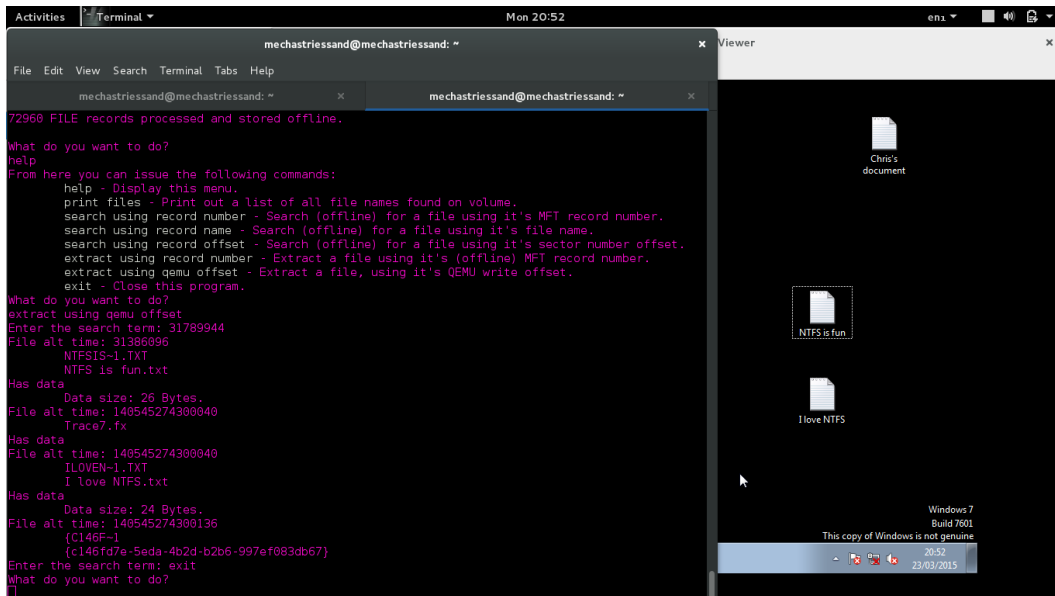 Activities Terminal Mon 20:52 en1
mechastriessand@mechastriessand: ~ Viewer
File Edit View Search Terminal Tabs Help
mechastriessand@mechastriessand: ~ mechastriessand@mechastriessand: ~
72960 FILE records processed and stored offline.
What do you want to do?
help
From here you can issue the following commands:
help - Display this menu.
print files - Print out a list of all file names found on volume.
search using record number - Search (offline) for a file using it's MFT record number.
search using record name - Search (offline) for a file using it's file name.
search using record offset - Search (offline) for a file using it's sector number offset.
extract using record number - Extract a file using it's (offline) MFT record number.
extract using qemu offset - Extract a file, using it's QEMU write offset.
exit - Close this program.
What do you want to do?
extract using qemu offset
Enter the search term: 31789944
File alt time: 31386096
NTFSIS~1.TXT
NTFS is fun.txt
Has data
Data size: 26 Bytes.
File alt time: 140545274300040
Trace7.fx
Has data
File alt time: 140545274300040
ILOVEN~1.TXT
I love NTFS.txt
Has data
Data size: 24 Bytes.
File alt time: 140545274300136
{C146F~1
{c146fd7e-5eda-4b2d-b2b6-997ef083db67}
Enter the search term: exit
What do you want to do?
Chris's
document
NTFS is fun
I love NTFS
Windows 7
Build 7601
This copy of Windows is not genuine
20:52
23/03/2015